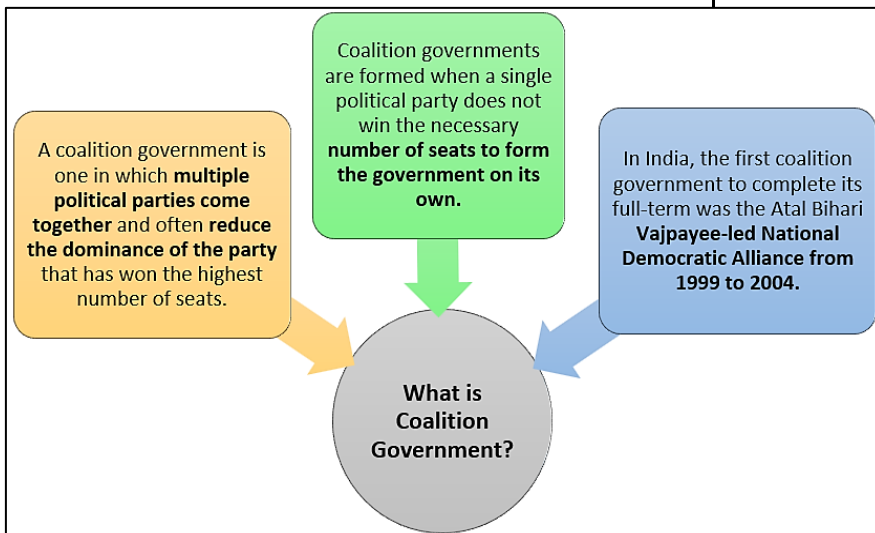 A coalition government is
one in which multiple
political parties come
together and often reduce
the dominance of the party
that has won the highest
number of seats.
Coalition governments
are formed when a single
political party does not
win the necessary
number of seats to form
the government on its
own.
In India, the first coalition
government to complete its
full-term was the Atal Bihari
Vajpayee-led National
Democratic Alliance from
1999 to 2004.
What is
Coalition
Government?